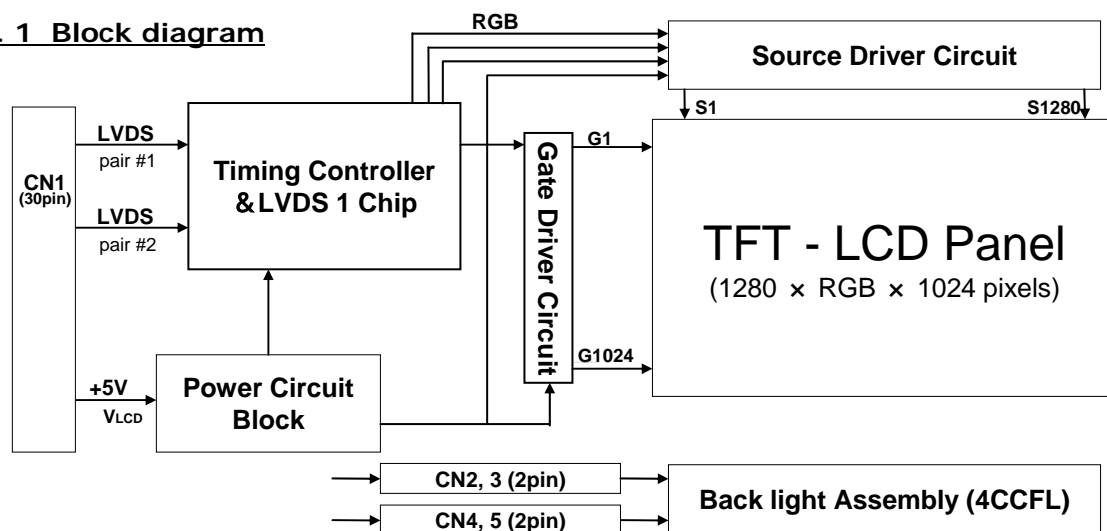 . 1 Block diagram
RGB
Source Driver Circuit
S1
S1280
CN1
(30pin)
LVDS
pair #1
LVDS
pair #2
Timing Controller
&LVDS 1 Chip
Gate Driver Circuit
G1
G1024
TFT - LCD Panel
(1280 × RGB × 1024 pixels)
+5V
VLCD
Power Circuit
Block
CN2, 3 (2pin)
CN4, 5 (2pin)
Back light Assembly (4CCFL)